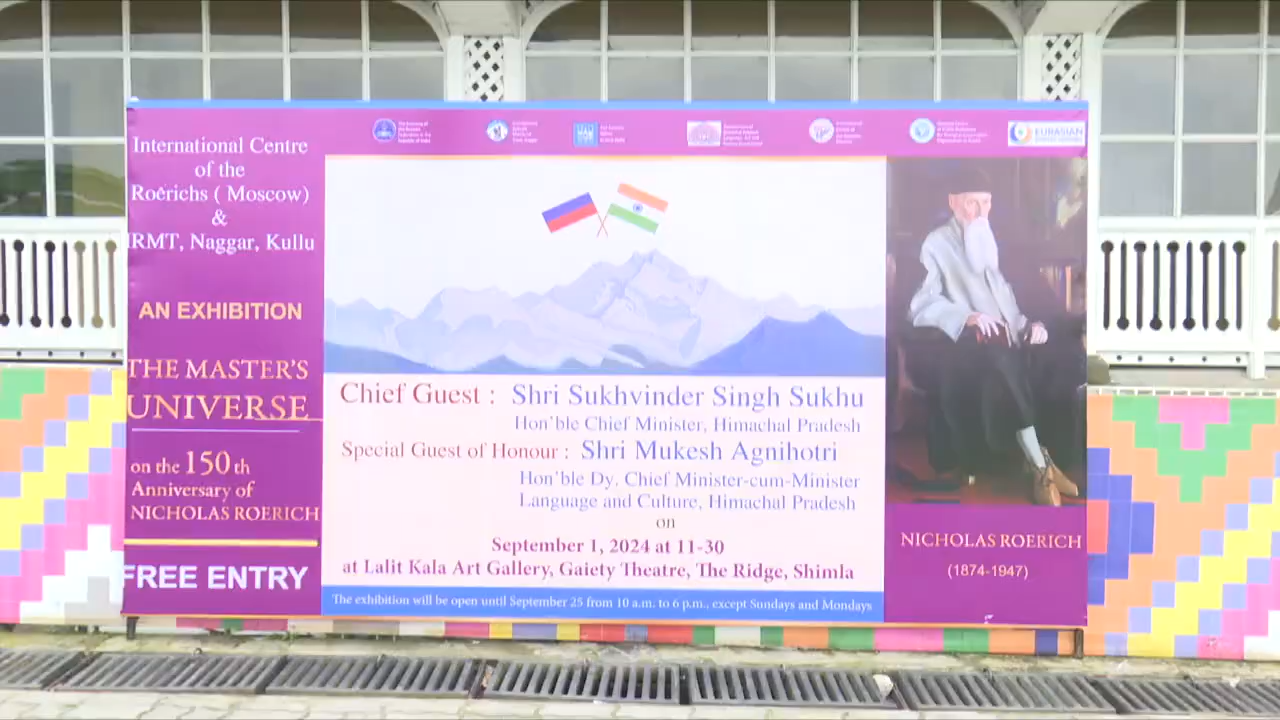 EURASIAN
International Centre
of the
Roerichs ( Moscow)
&
IRMT, Naggar, Kullu
AN EXHIBITION
THE MASTER'S
UNIVERSE
on the 150 th
Anniversary of
NICHOLAS ROERICH
FREE ENTRY
Chief Guest : Shri Sukhvinder Singh Sukhu
Hon'ble Chief Minister, Himachal Pradesh
Special Guest of Honour : Shri Mukesh Agnihotri
Hon'ble Dy. Chief Minister-cum-Minister
Language and Culture, Himachal Pradesh
on
September 1, 2024 at 11-30
at Lalit Kala Art Gallery, Gaiety Theatre, The Ridge, Shimla
The exhibition will be open until September 25 from 10 a.m. to 6 p.m., except Sundays and Mondays
NICHOLAS ROERICH
(1874-1947)